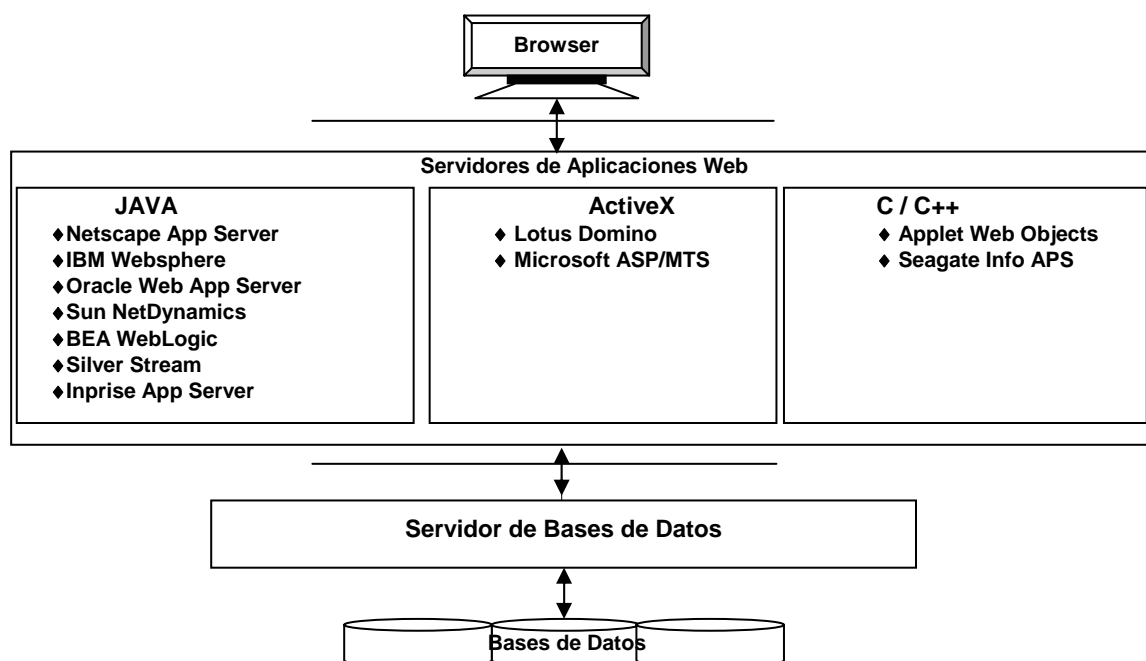 Browser
Servidores de Aplicaciones Web
JAVA
♦Netscape App Server
♦IBM Websphere
♦Oracle Web App Server
♦Sun NetDynamics
♦BEA WebLogic
♦Silver Stream
♦Inprise App Server
ActiveX
♦ Lotus Domino
♦ Microsoft ASP/MTS
C / C++
♦ Applet Web Objects
♦ Seagate Info APS
Servidor de Bases de Datos
Bases de Datos